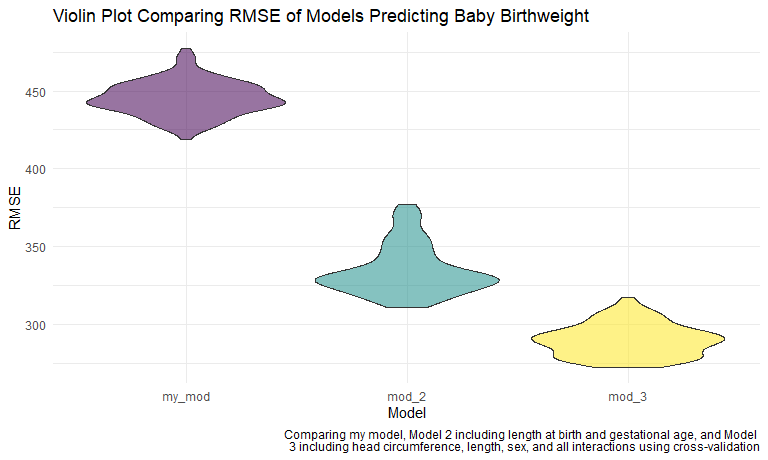 Violin Plot Comparing RMSE of Models Predicting Baby Birthweight
450
400
350
300
RMSE
my_mod
mod_2
mod_3
Model
Comparing my model, Model 2 including length at birth and gestational age, and Model
3 including head circumference, length, sex, and all interactions using cross-validation